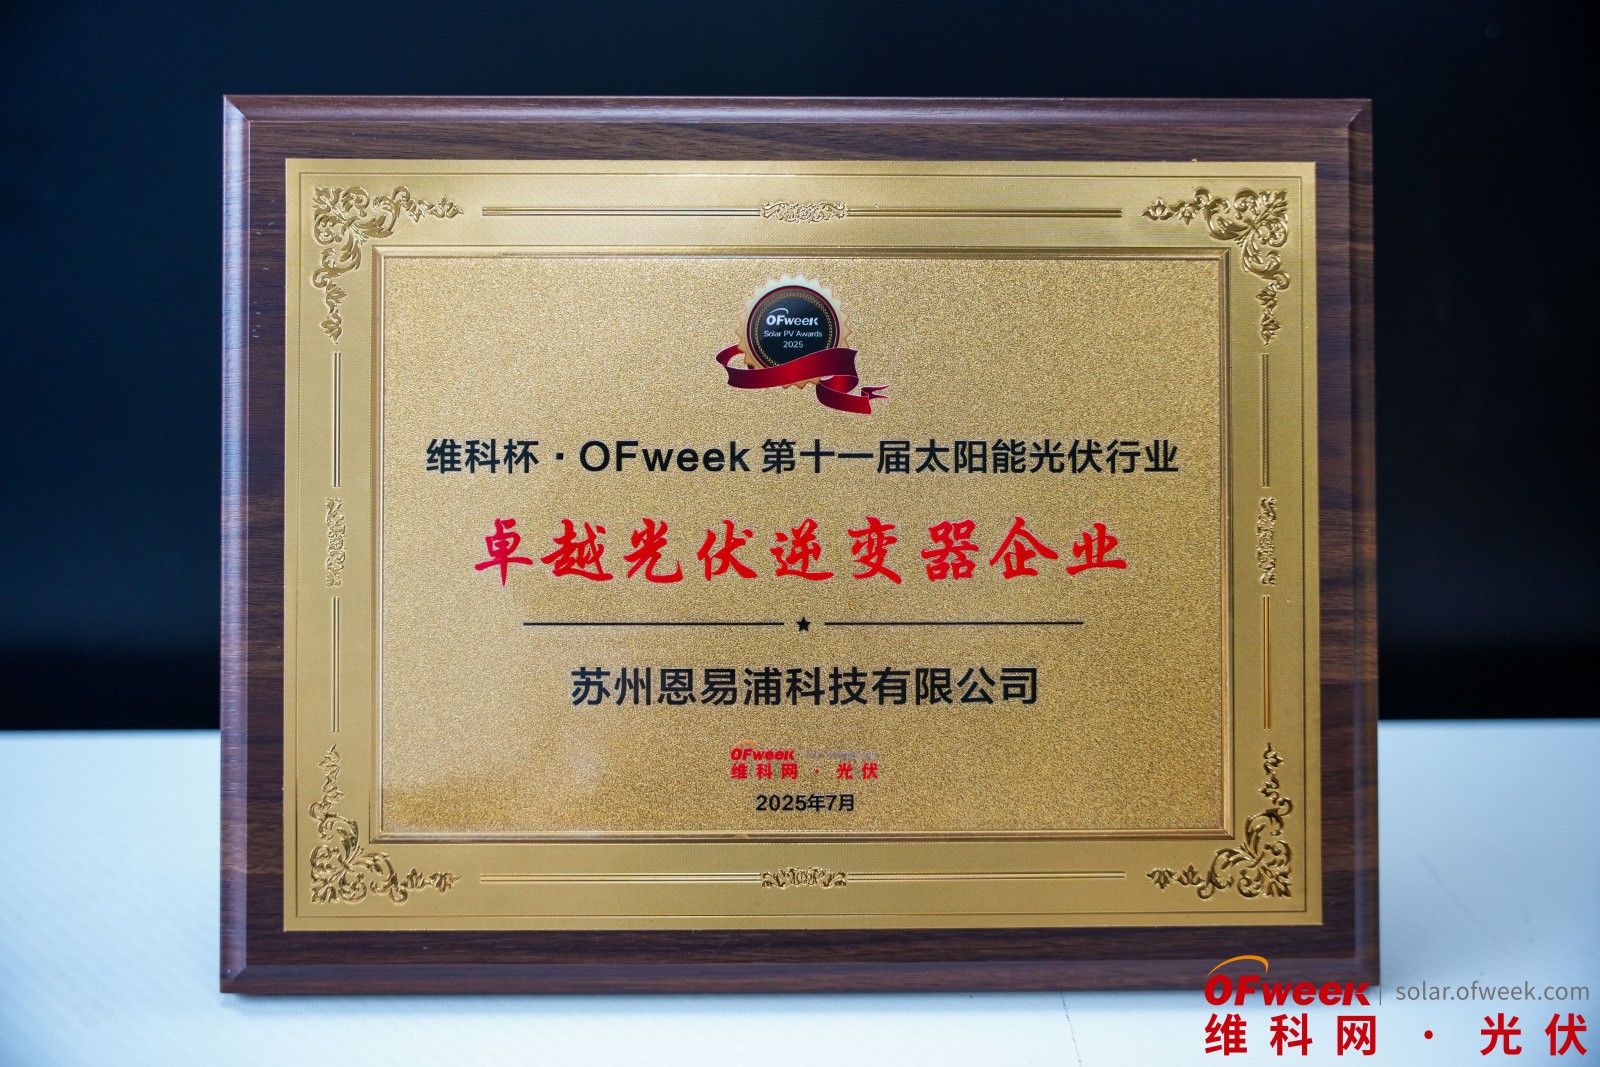 OFweek
Solar PV Awards
2025
维科杯·OFweek 第十一届太阳能光伏行业
卓越光伏逆变器企业
苏州恩易浦科技有限公司
OFweek
维科网·光伏
2025年7月
OFweek | solar.ofweek.com
维科网·光伏